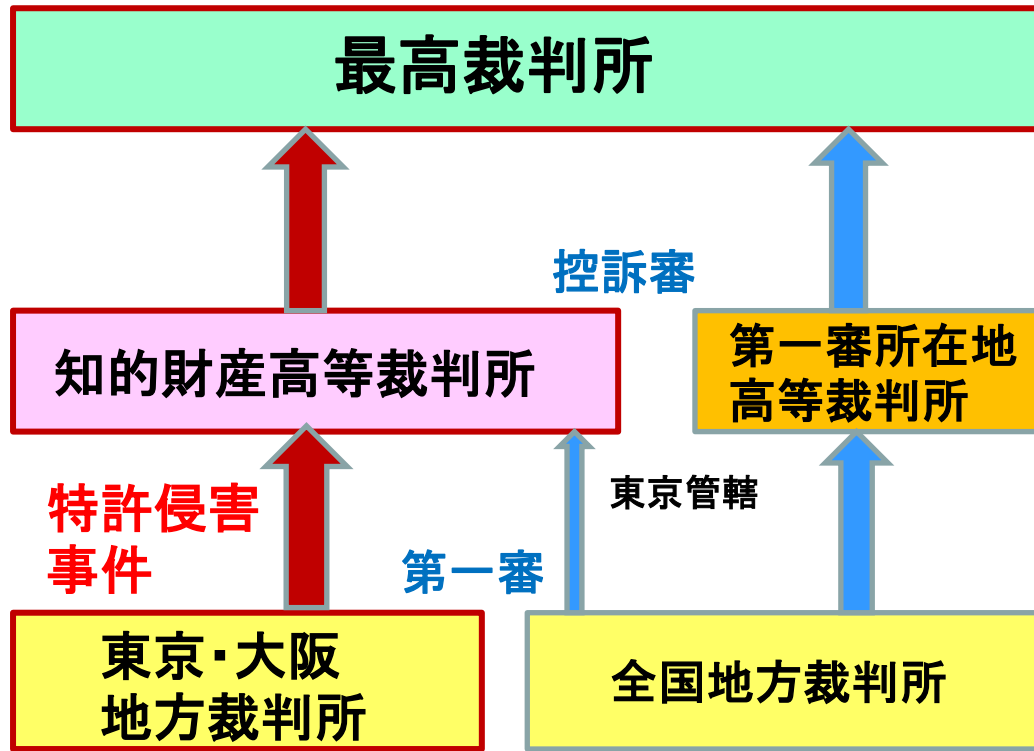 最高裁判所
控訴審
知的財産高等裁判所
第一審所在地
高等裁判所
特許侵害
事件
第一審
東京管轄
東京・大阪
地方裁判所
全国地方裁判所